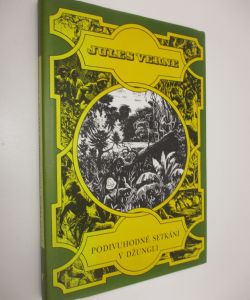 JULES VERNE
PODIVUHODNÉ SETKÁNÍ
V DŽUNGLI